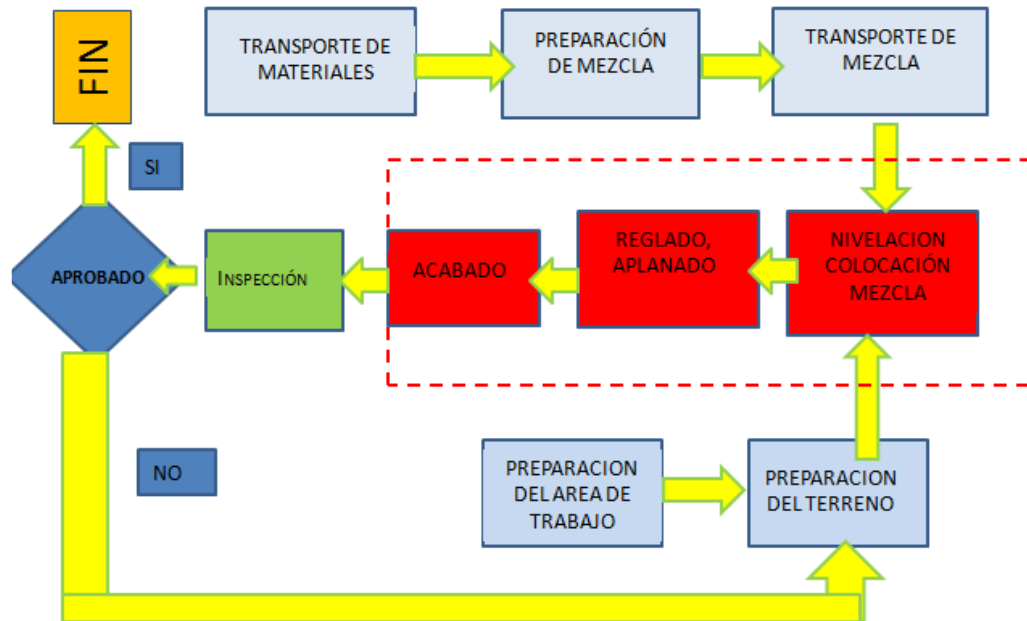 FIN
TRANSPORTE DE
MATERIALES
PREPARACIÓN
DE MEZCLA
TRANSPORTE DE
MEZCLA
SI
APROBADO
INSPECCIÓN
ACABADO
REGLADO,
APLANADO
NIVELACION
COLOCACIÓN
MEZCLA
NO
PREPARACION
DEL AREA DE
TRABAJO
PREPARACION
DEL TERRENO